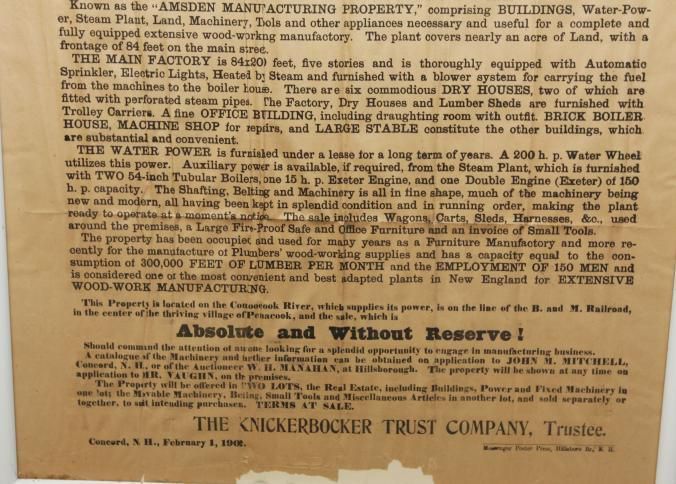 Known as the "AMSDEN MANUFACTURING PROPERTY," comprising BUILDINGS, Water-Pow-
er, Steam Plant, Land, Machinery, Tools and other appliances necessary and useful for a complete and
fully equipped extensive wood-workng manufactory. The plant covers nearly an acre of Land, with a
frontage of 84 feet on the main street.
THE MAIN FACTORY is 84x20) feet, five stories and is thoroughly equipped with Automatic
Sprinkler, Electric Lights, Heated by Steam and furnished with a blower system for carrying the fuel
from the machines to the boiler house. There are six commodious DRY HOUSES, two of which are
fitted with perforated steam pipes. The Factory, Dry Houses and Lumber Sheds are furnished with
Trolley Carriers. A fine OFFICE BUILDING, including draughting room with outfit. BRICK BOILER
HOUSE, MACHINE SHOP for repairs, and LARGE STABLE constitute the other buildings, which
are substantial and convenient.
THE WATER POWER is furnished under a lease for a long term of years. A 200 h. p. Water Wheel
utilizes this power. Auxiliary power is available, if required, from the Steam Plant, which is furnished
with TWO 54-inch Tubular Boilers, one 15 h. p. Exeter Engine, and one Double Engine (Exeter) of 150
h. p. capacity. The Shafting, Belting and Machinery is all in fine shape, much of the machinery being
new and modern, all having been kept in splendid condition and in running order, making the plant
ready to operate at a moment's notice. The sale includes Wagons, Carts, Sleds, Harnesses, &c., used
around the premises, a Large Fire-Proof Safe and Office Furniture and an invoice of Small Tools.
The property has been occupied and used for many years as a Furniture Manufactory and more re-
cently for the manufacture of Plumbers' wood-working supplies and has a capacity equal to the con-
sumption of 300,000 FEET OF LUMBER PER MONTH and the EMPLOYMENT OF 150 MEN and
is considered one of the most convenient and best adapted plants in New England for EXTENSIVE
WOOD-WORK MANUFACTURING.
This Property is located on the Contoocook River, which supplies its power, is on the line of the B. and M. Railroad,
in the center of the thriving village of Penacook, and the sale, which is
Absolute and Without Reserve!
Should command the attention of anyone looking for a splendid opportunity to engage in manufacturing business.
A catalogue of the Machinery and further information can be obtained on application to JOHN M. MITCHELL,
Concord, N. H., or of the Auctioneer W. H. MANAHAN, at Hillsborough. The property will be shown at any time on
application to MR. VAUGHN, on the premises.
The Property will be offered in TWO LOTS, the Real Estate, including Buildings, Power and Fixed Machinery in
one lot; the Movable Machinery, Belting, Small Tools and Miscellaneous Articles in another lot, and sold separately or
together, to suit intending purchases. TERMS AT SALE.
THE KNICKERBOCKER TRUST COMPANY, Trustee.
Concord, N. H., February 1,
Messenger Poster Press, Hillsboro Br., N. H.